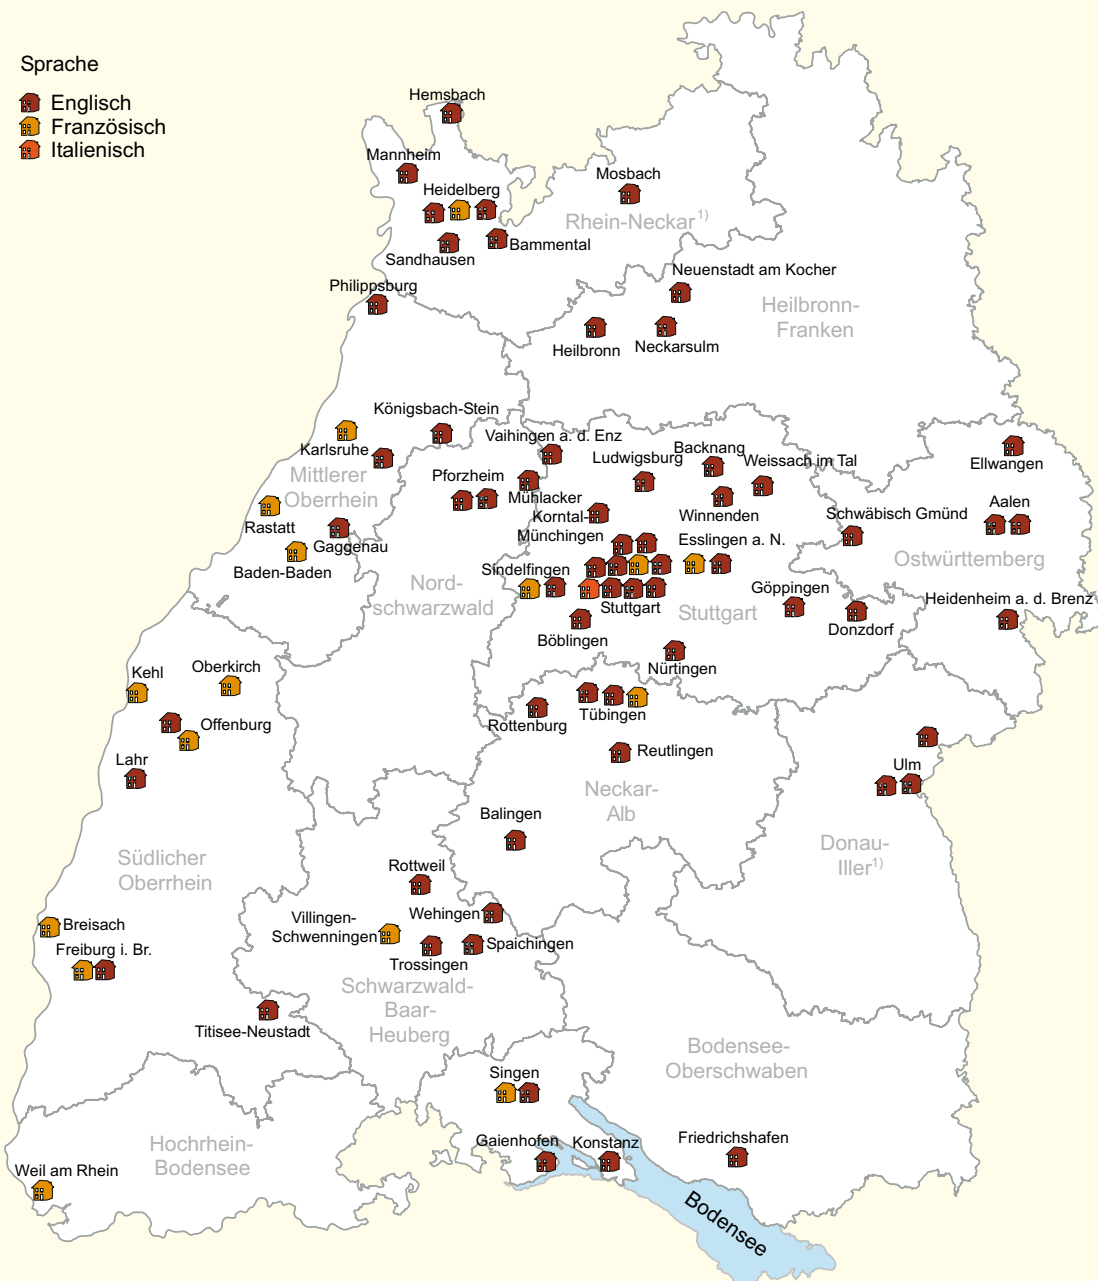 Sprache
Englisch
Französisch
Italienisch
Hemsbach
Mannheim
Heidelberg
Mosbach
Rhein-Neckar1)
Bammental
Sandhausen
Philippsburg
Neuenstadt am Kocher
Heilbronn-
Franken
Heilbronn
Neckarsulm
Königsbach-Stein
Karlsruhe
Mittlerer
Oberrhein
Vaihingen a. d. Enz
Backnang
Ludwigsburg
Weissach im Tal
Ellwangen
Pforzheim
Mühlacker
Korntal-
Münchingen
Winnenden
Schwäbisch Gmünd
Aalen
Rastatt
Gaggenau
Baden-Baden
Esslingen a. N.
Ostwürttemberg
Nord-
schwarzwald
Sindelfingen
Stuttgart
Stuttgart
Göppingen
Donzdorf
Heidenheim a. d. Brenz
Böblingen
Nürtingen
Kehl
Oberkirch
Offenburg
Lahr
Rottenburg
Tübingen
Reutlingen
Ulm
Neckar-
Alb
Balingen
Donau-
Iller1)
Südlicher
Oberrhein
Rottweil
Wehingen
Villingen-
Schwenningen
Spaichingen
Trossingen
Breisach
Freiburg i. Br.
Schwarzwald-
Baar-
Heuberg
Titisee-Neustadt
Bodensee-
Oberschwaben
Singen
Hochrhein-
Bodensee
Gaienhofen
Konstanz
Friedrichshafen
Weil am Rhein
Bodensee